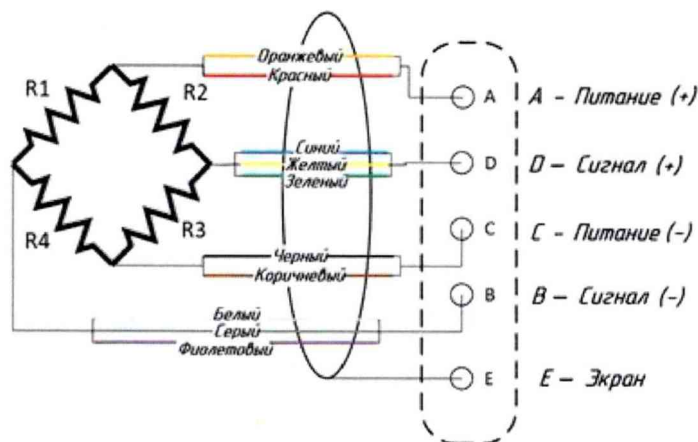 Оранжевый
Красный
R1
R2
A
A - Питание (+)
Синий
Желтый
Зеленый
D
D - Сигнал (+)
R4
R3
C
C - Питание (-)
Черный
Коричневый
B
B - Сигнал (-)
Белый
Серый
Фиолетовый
E
E - Экран